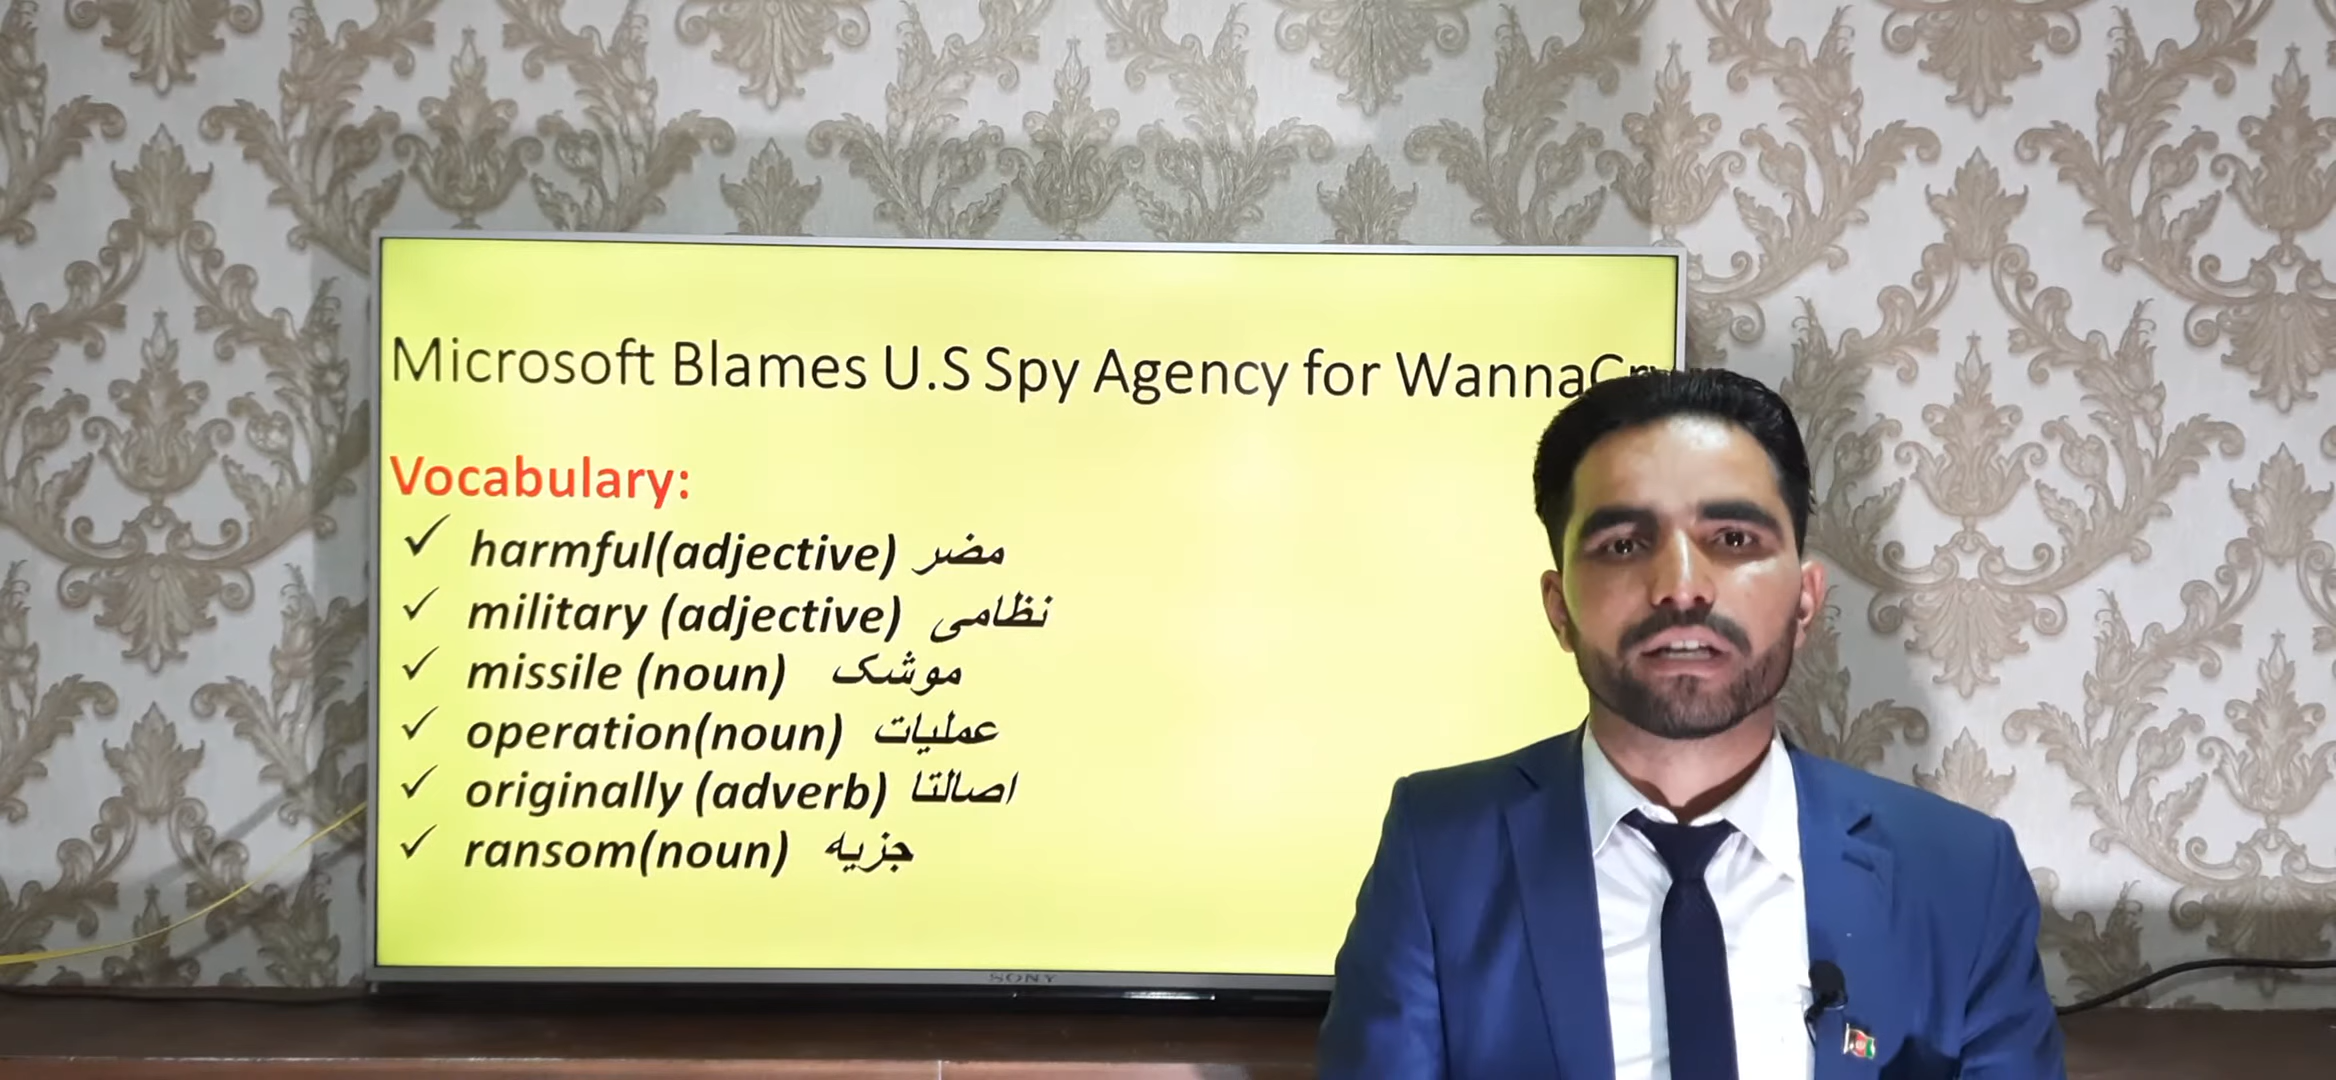 Microsoft Blames U.S Spy Agency for WannaCry
Vocabulary:
✓ harmful(adjective) مضر
✓ military (adjective) نظامی
✓ missile (noun) موشک
✓ operation(noun) عملیات
✓ originally (adverb) اصالتا
✓ ransom(noun) جزیه
SONY